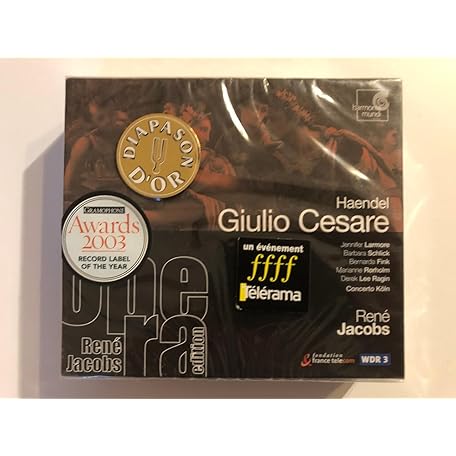 harmonia
mundi
DIAPASON
D'OR
Haendel
Giulio Cesare
Jennifer Larmore
Barbara Schlick
Bernarda Fink
Marianne Rørholm
Derek Lee Ragin
Concerto Köln
GRAMOPHONE
Awards
2003
RECORD LABEL
OF THE YEAR
un événement
ffff
Télérama
René
Jacobs
opera
René
Jacobs
edition
fondation
france telecom
WDR 3